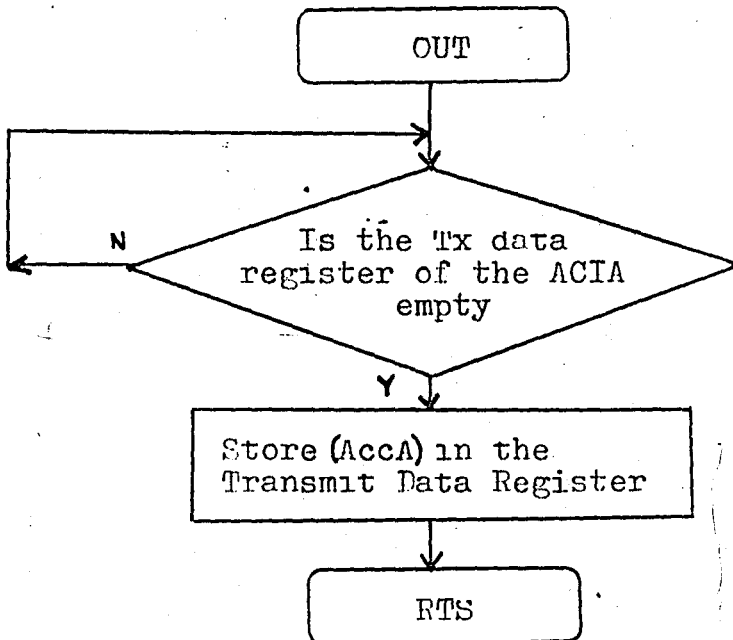 OUT
N
Is the Tx data
register of the ACIA
empty
Y
Store (AccA) in the
Transmit Data Register
RTS